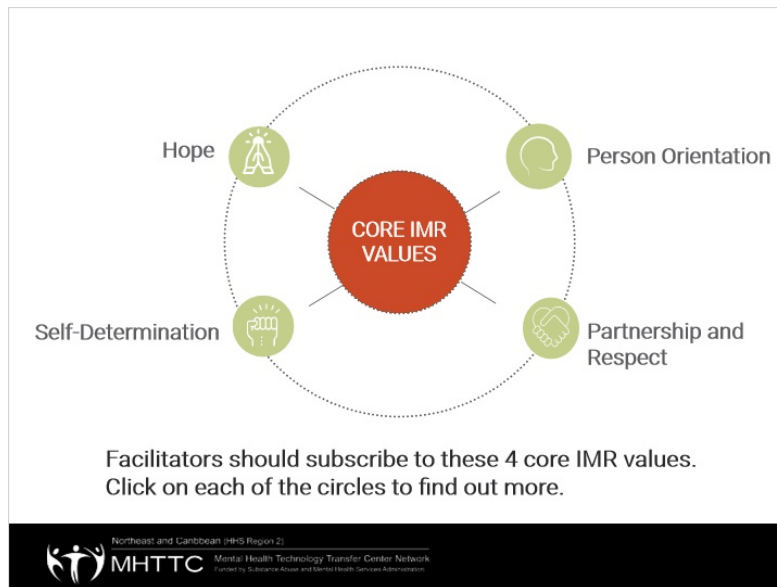 Hope
Person Orientation
CORE IMR
VALUES
Self-Determination
Partnership and
Respect
Facilitators should subscribe to these 4 core IMR values.
Click on each of the circles to find out more.
Northeast and Caribbean (HHS Region 2)
MHTTC
Mental Health Technology Transfer Center Network
Funded by Substance Abuse and Mental Health Services Administration